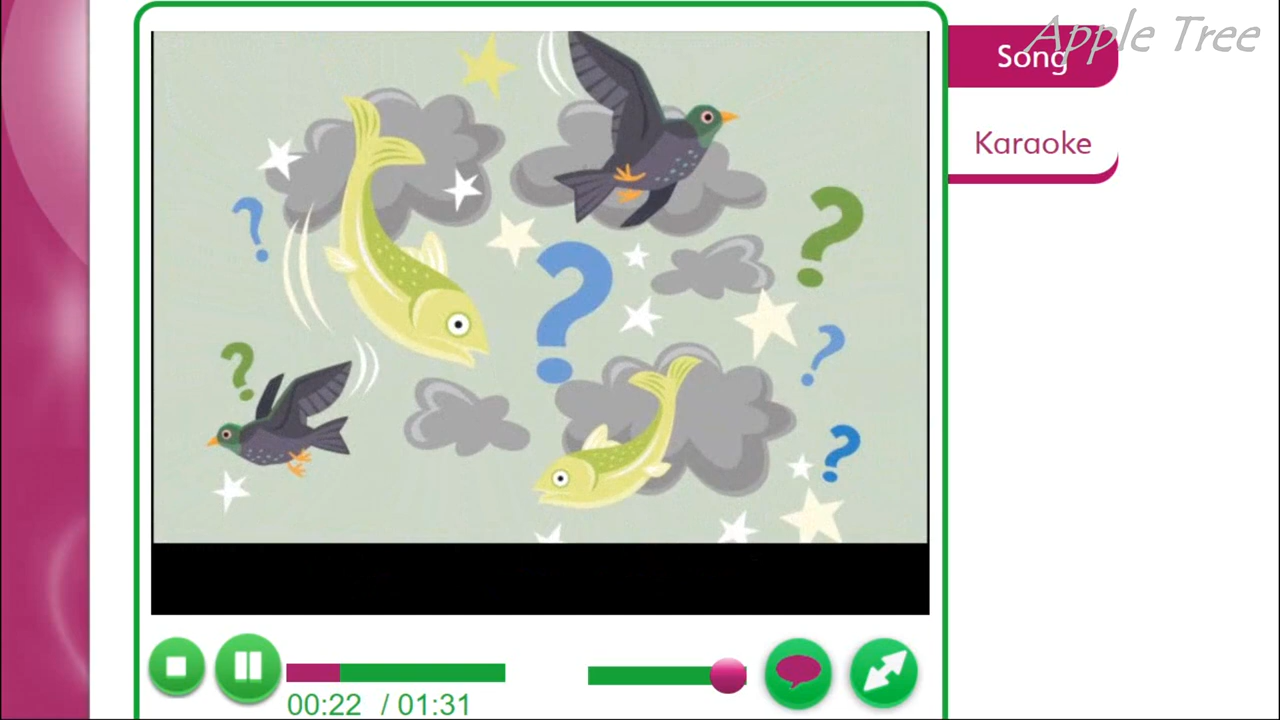 Apple Tree
Song
Karaoke
? ? ? ? ? ?
00:22 / 01:31